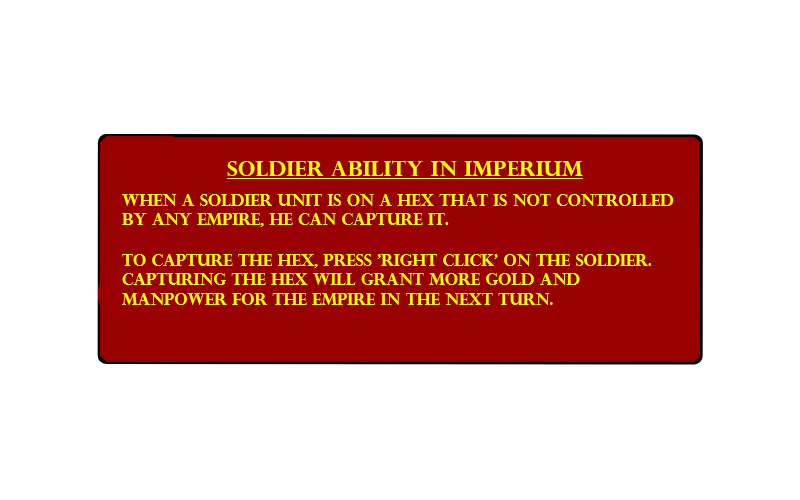 SOLDIER ABILITY IN IMPERIUM
WHEN A SOLDIER UNIT IS ON A HEX THAT IS NOT CONTROLLED
BY ANY EMPIRE, HE CAN CAPTURE IT.
TO CAPTURE THE HEX, PRESS 'RIGHT CLICK' ON THE SOLDIER.
CAPTURING THE HEX WILL GRANT MORE GOLD AND
MANPOWER FOR THE EMPIRE IN THE NEXT TURN.